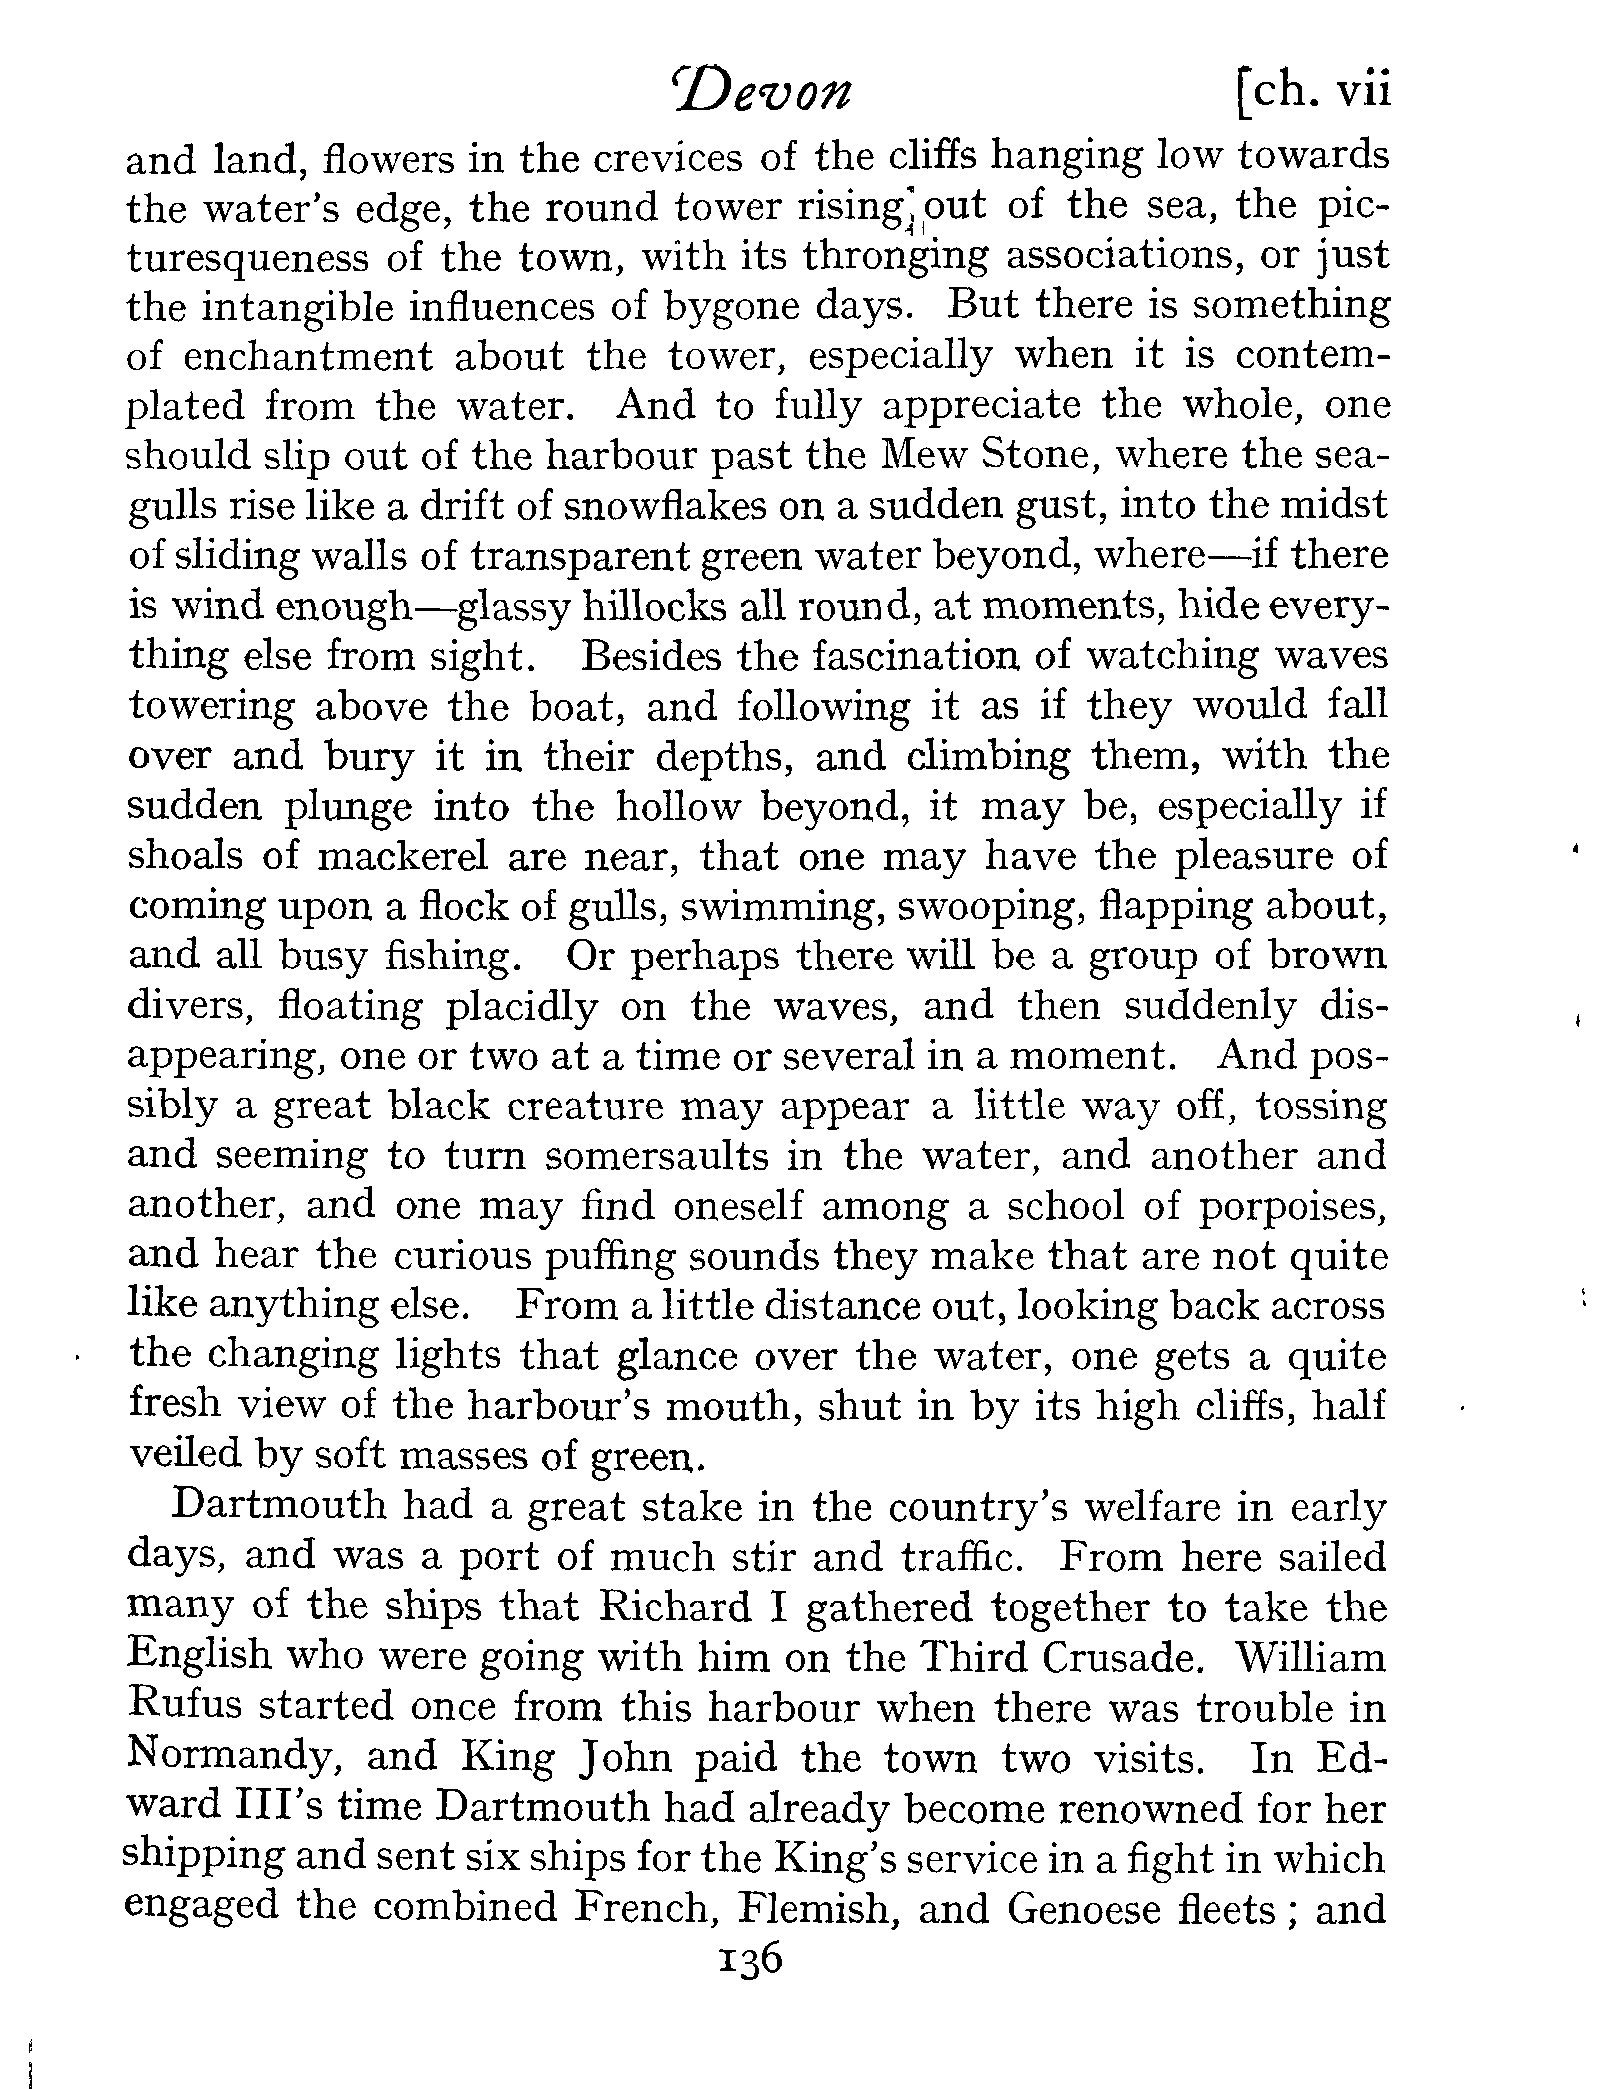 Devon [ch. vii
and land, flowers in the crevices of the cliffs hanging low towards
the water's edge, the round tower rising out of the sea, the pic-
turesqueness of the town, with its thronging associations, or just
the intangible influences of bygone days. But there is something
of enchantment about the tower, especially when it is contem-
plated from the water. And to fully appreciate the whole, one
should slip out of the harbour past the Mew Stone, where the sea-
gulls rise like a drift of snowflakes on a sudden gust, into the midst
of sliding walls of transparent green water beyond, where—if there
is wind enough—glassy hillocks all round, at moments, hide every-
thing else from sight. Besides the fascination of watching waves
towering above the boat, and following it as if they would fall
over and bury it in their depths, and climbing them, with the
sudden plunge into the hollow beyond, it may be, especially if
shoals of mackerel are near, that one may have the pleasure of
coming upon a flock of gulls, swimming, swooping, flapping about,
and all busy fishing. Or perhaps there will be a group of brown
divers, floating placidly on the waves, and then suddenly dis-
appearing, one or two at a time or several in a moment. And pos-
sibly a great black creature may appear a little way off, tossing
and seeming to turn somersaults in the water, and another and
another, and one may find oneself among a school of porpoises,
and hear the curious puffing sounds they make that are not quite
like anything else. From a little distance out, looking back across
the changing lights that glance over the water, one gets a quite
fresh view of the harbour's mouth, shut in by its high cliffs, half
veiled by soft masses of green.
Dartmouth had a great stake in the country's welfare in early
days, and was a port of much stir and traffic. From here sailed
many of the ships that Richard I gathered together to take the
English who were going with him on the Third Crusade. William
Rufus started once from this harbour when there was trouble in
Normandy, and King John paid the town two visits. In Ed-
ward III's time Dartmouth had already become renowned for her
shipping and sent six ships for the King's service in a fight in which
engaged the combined French, Flemish, and Genoese fleets ; and
136